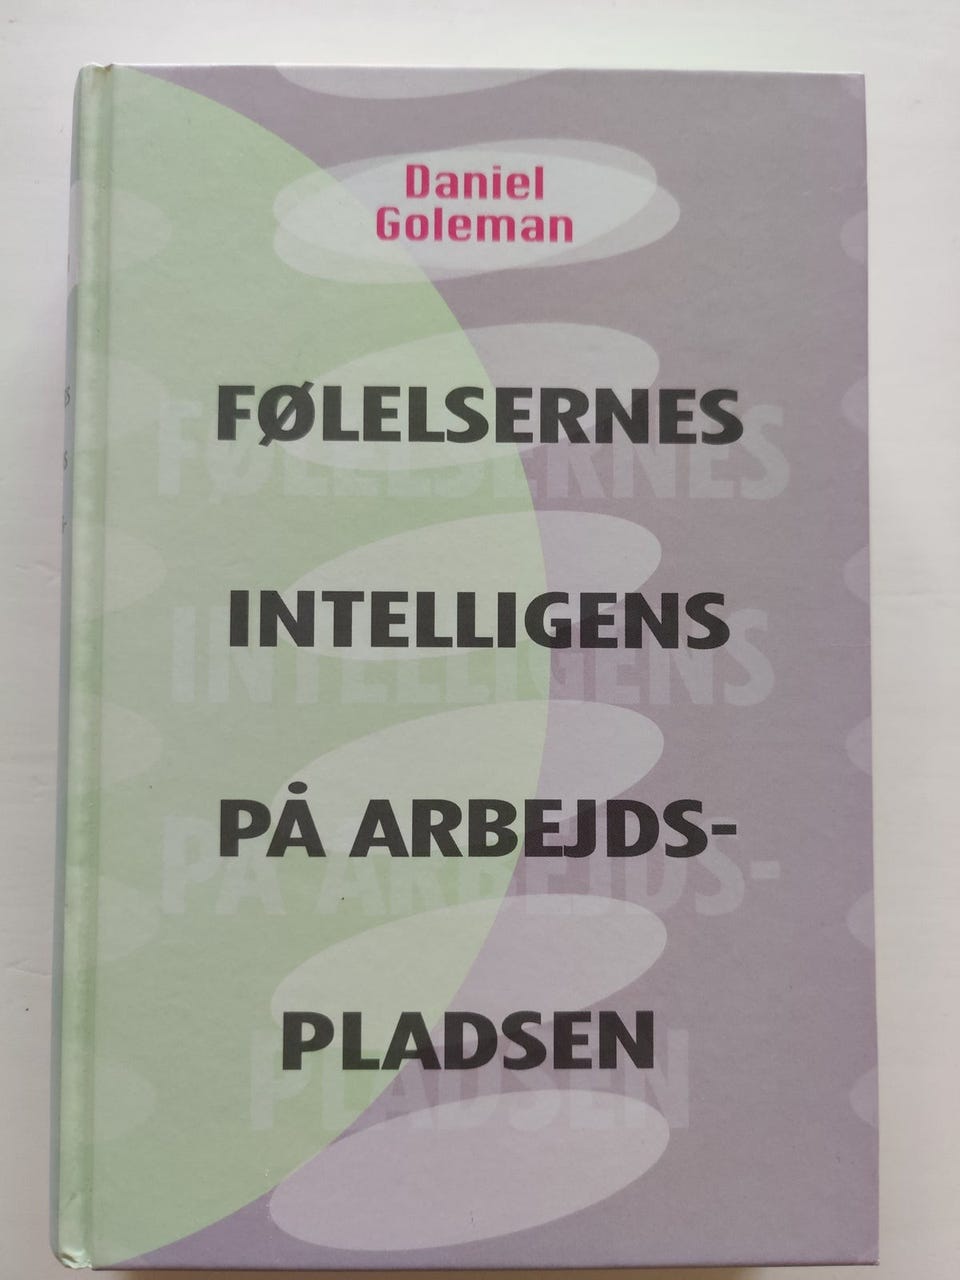 Daniel
Goleman
FØLELSERNES
INTELLIGENS
PÅ ARBEJDS-
PLADSEN